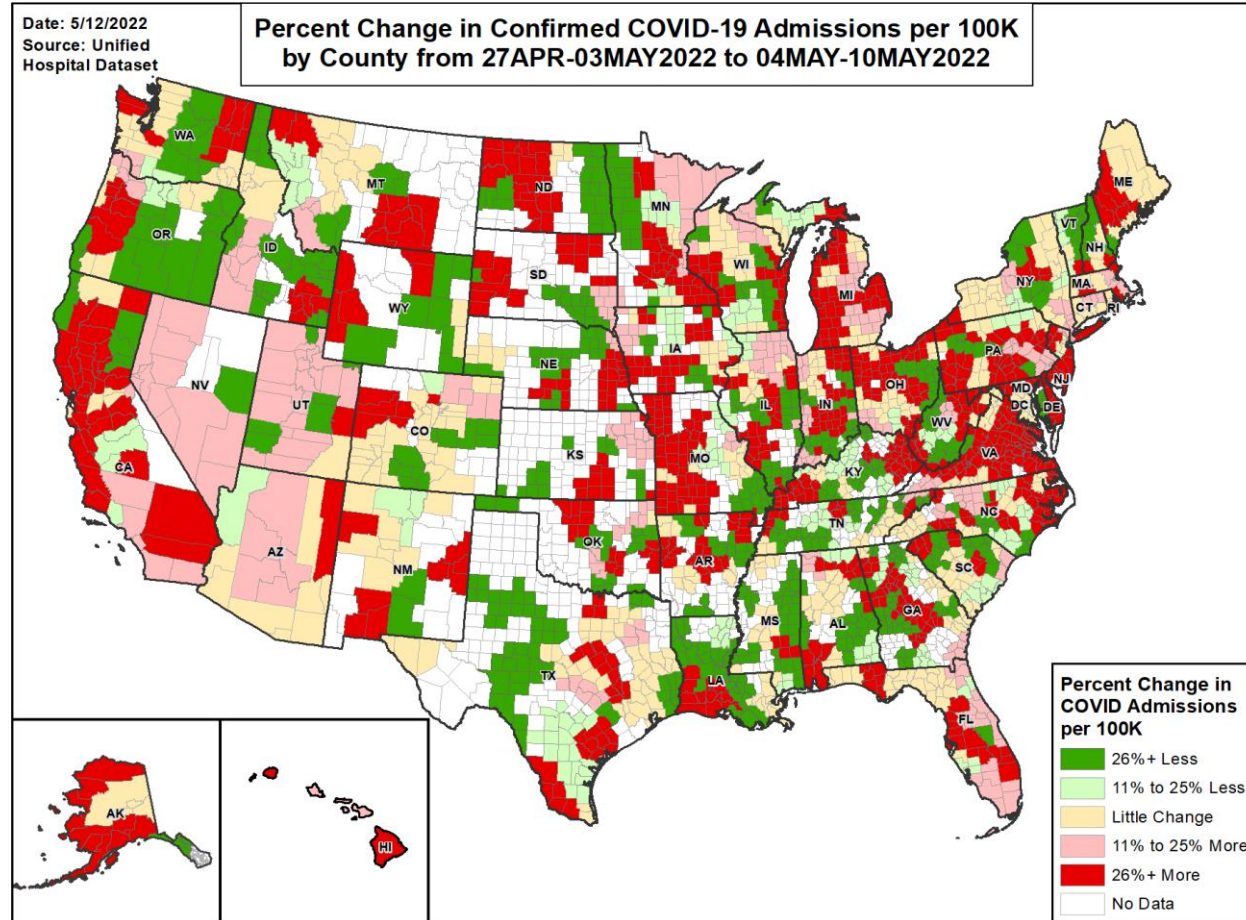 Date: 5/12/2022
Source: Unified
Hospital Dataset
Percent Change in Confirmed COVID-19 Admissions per 100K
by County from 27APR-03MAY2022 to 04MAY-10MAY2022
WA
MT
ND
MN
ME
OR
ID
SD
WI
MI
NY
VT
NH
MA
CT
RI
WY
IA
NE
PA
NJ
NV
UT
CO
IL
IN
OH
MD
DC
DE
WV
VA
CA
KS
MO
KY
AZ
NM
OK
AR
TN
NC
SC
TX
LA
MS
AL
GA
FL
AK
HI
Percent Change in
COVID Admissions
per 100K
26%+ Less
11% to 25% Less
Little Change
11% to 25% More
26%+ More
No Data